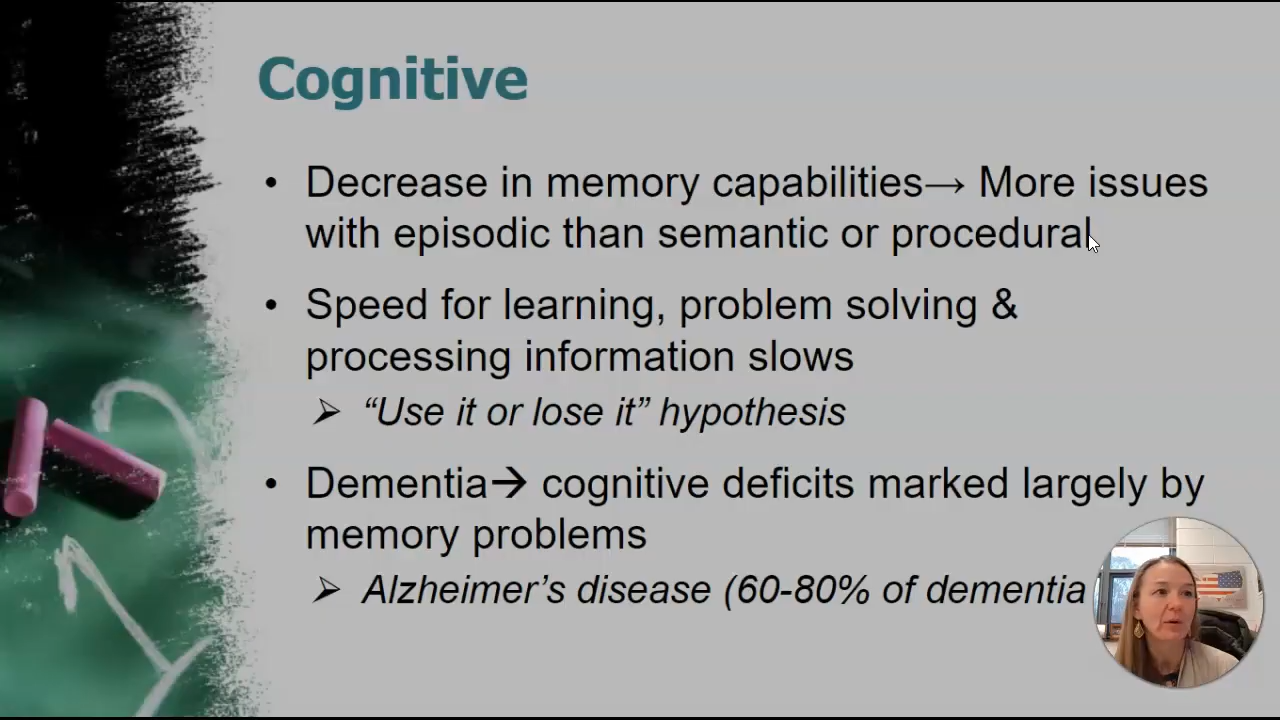 Cognitive
• Decrease in memory capabilities→ More issues
with episodic than semantic or procedural
• Speed for learning, problem solving &
processing information slows
➢ “Use it or lose it” hypothesis
• Dementia→ cognitive deficits marked largely by
memory problems
➢ Alzheimer’s disease (60-80% of dementia